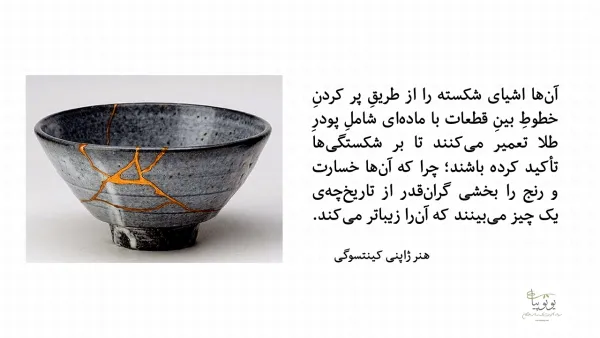 آن‌ها اشیای شکسته را از طریقِ پر کردنِ
خطوطِ بینِ قطعات با ماده‌ای شاملِ پودرِ
طلا تعمیر می‌کنند تا بر شکستگی‌ها
تأکید کرده باشند؛ چرا که آن‌ها خسارت
و رنج را بخشی گران‌قدر از تاریخچه‌ی
یک چیز می‌بینند که آن‌را زیباتر می‌کند.
هنر ژاپنی کینتسوگی